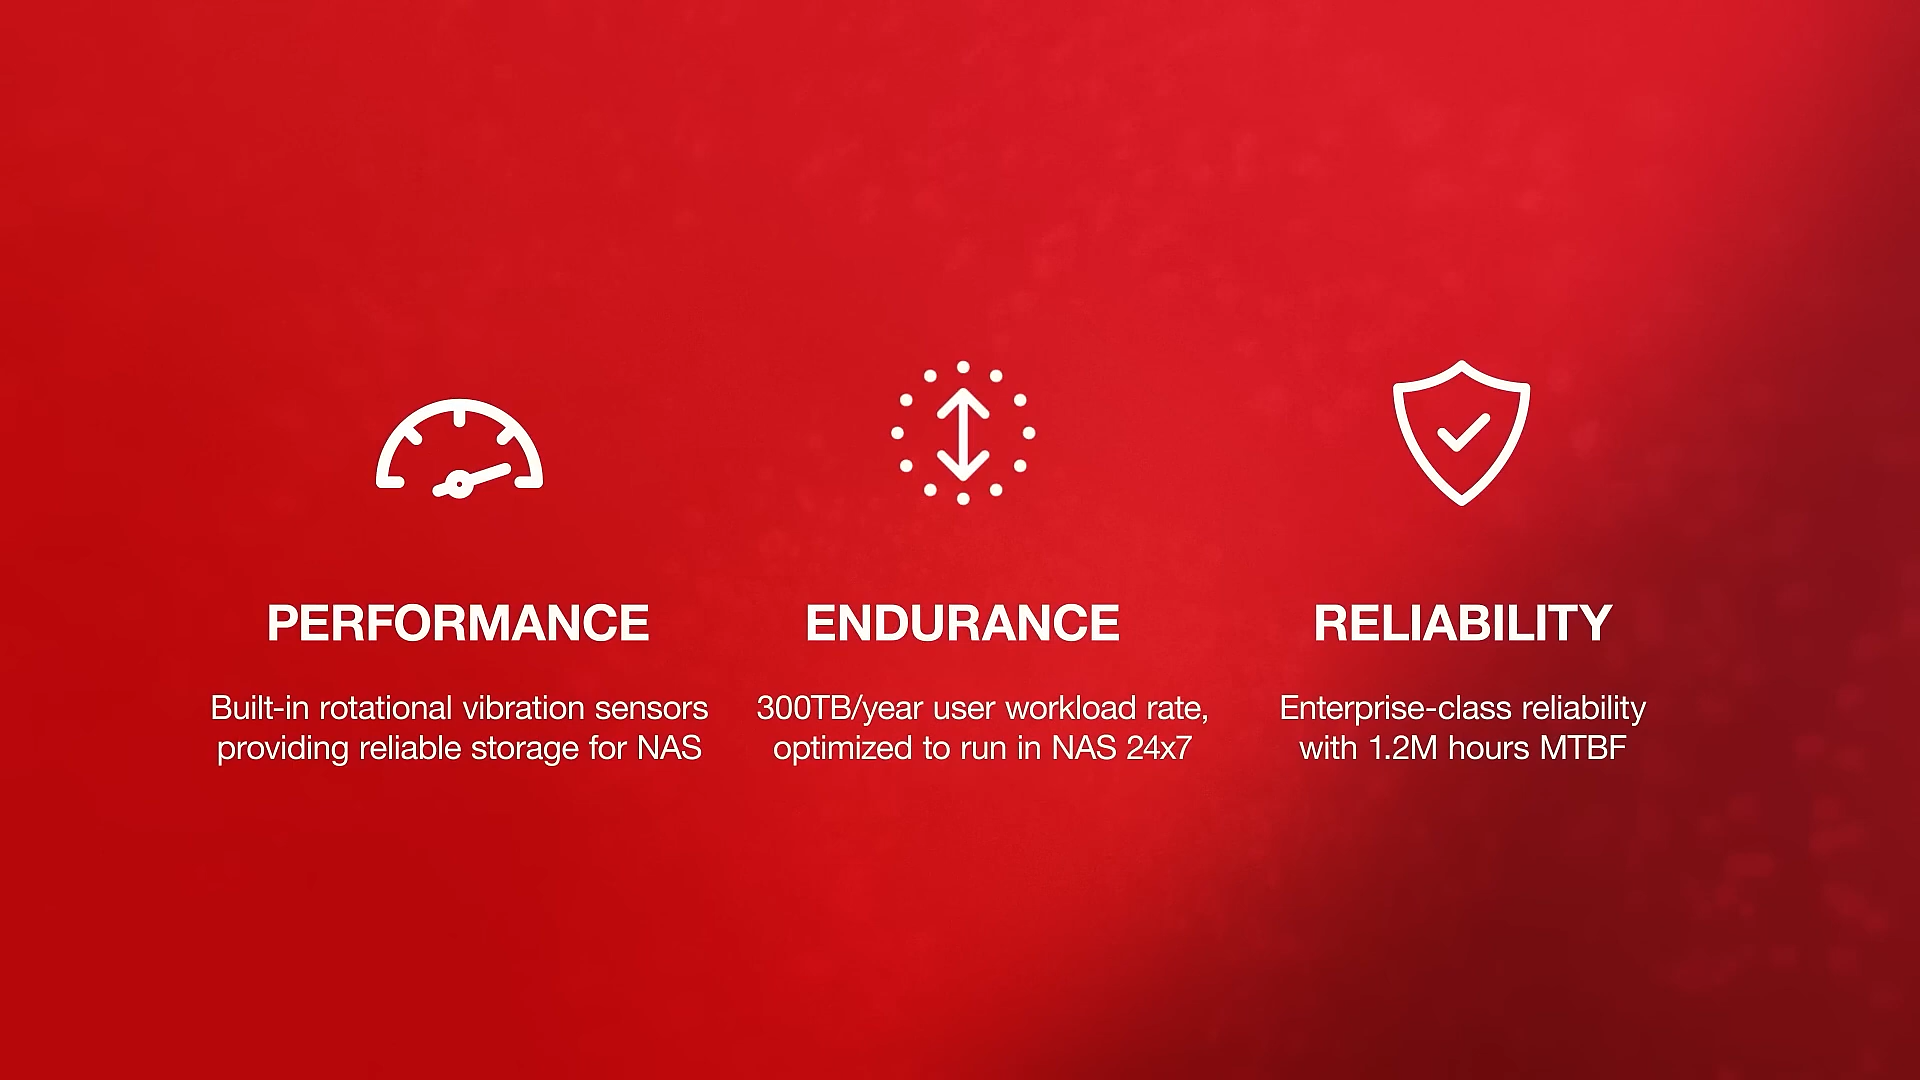 PERFORMANCE
Built-in rotational vibration sensors
providing reliable storage for NAS
ENDURANCE
300TB/year user workload rate,
optimized to run in NAS 24x7
RELIABILITY
Enterprise-class reliability
with 1.2M hours MTBF